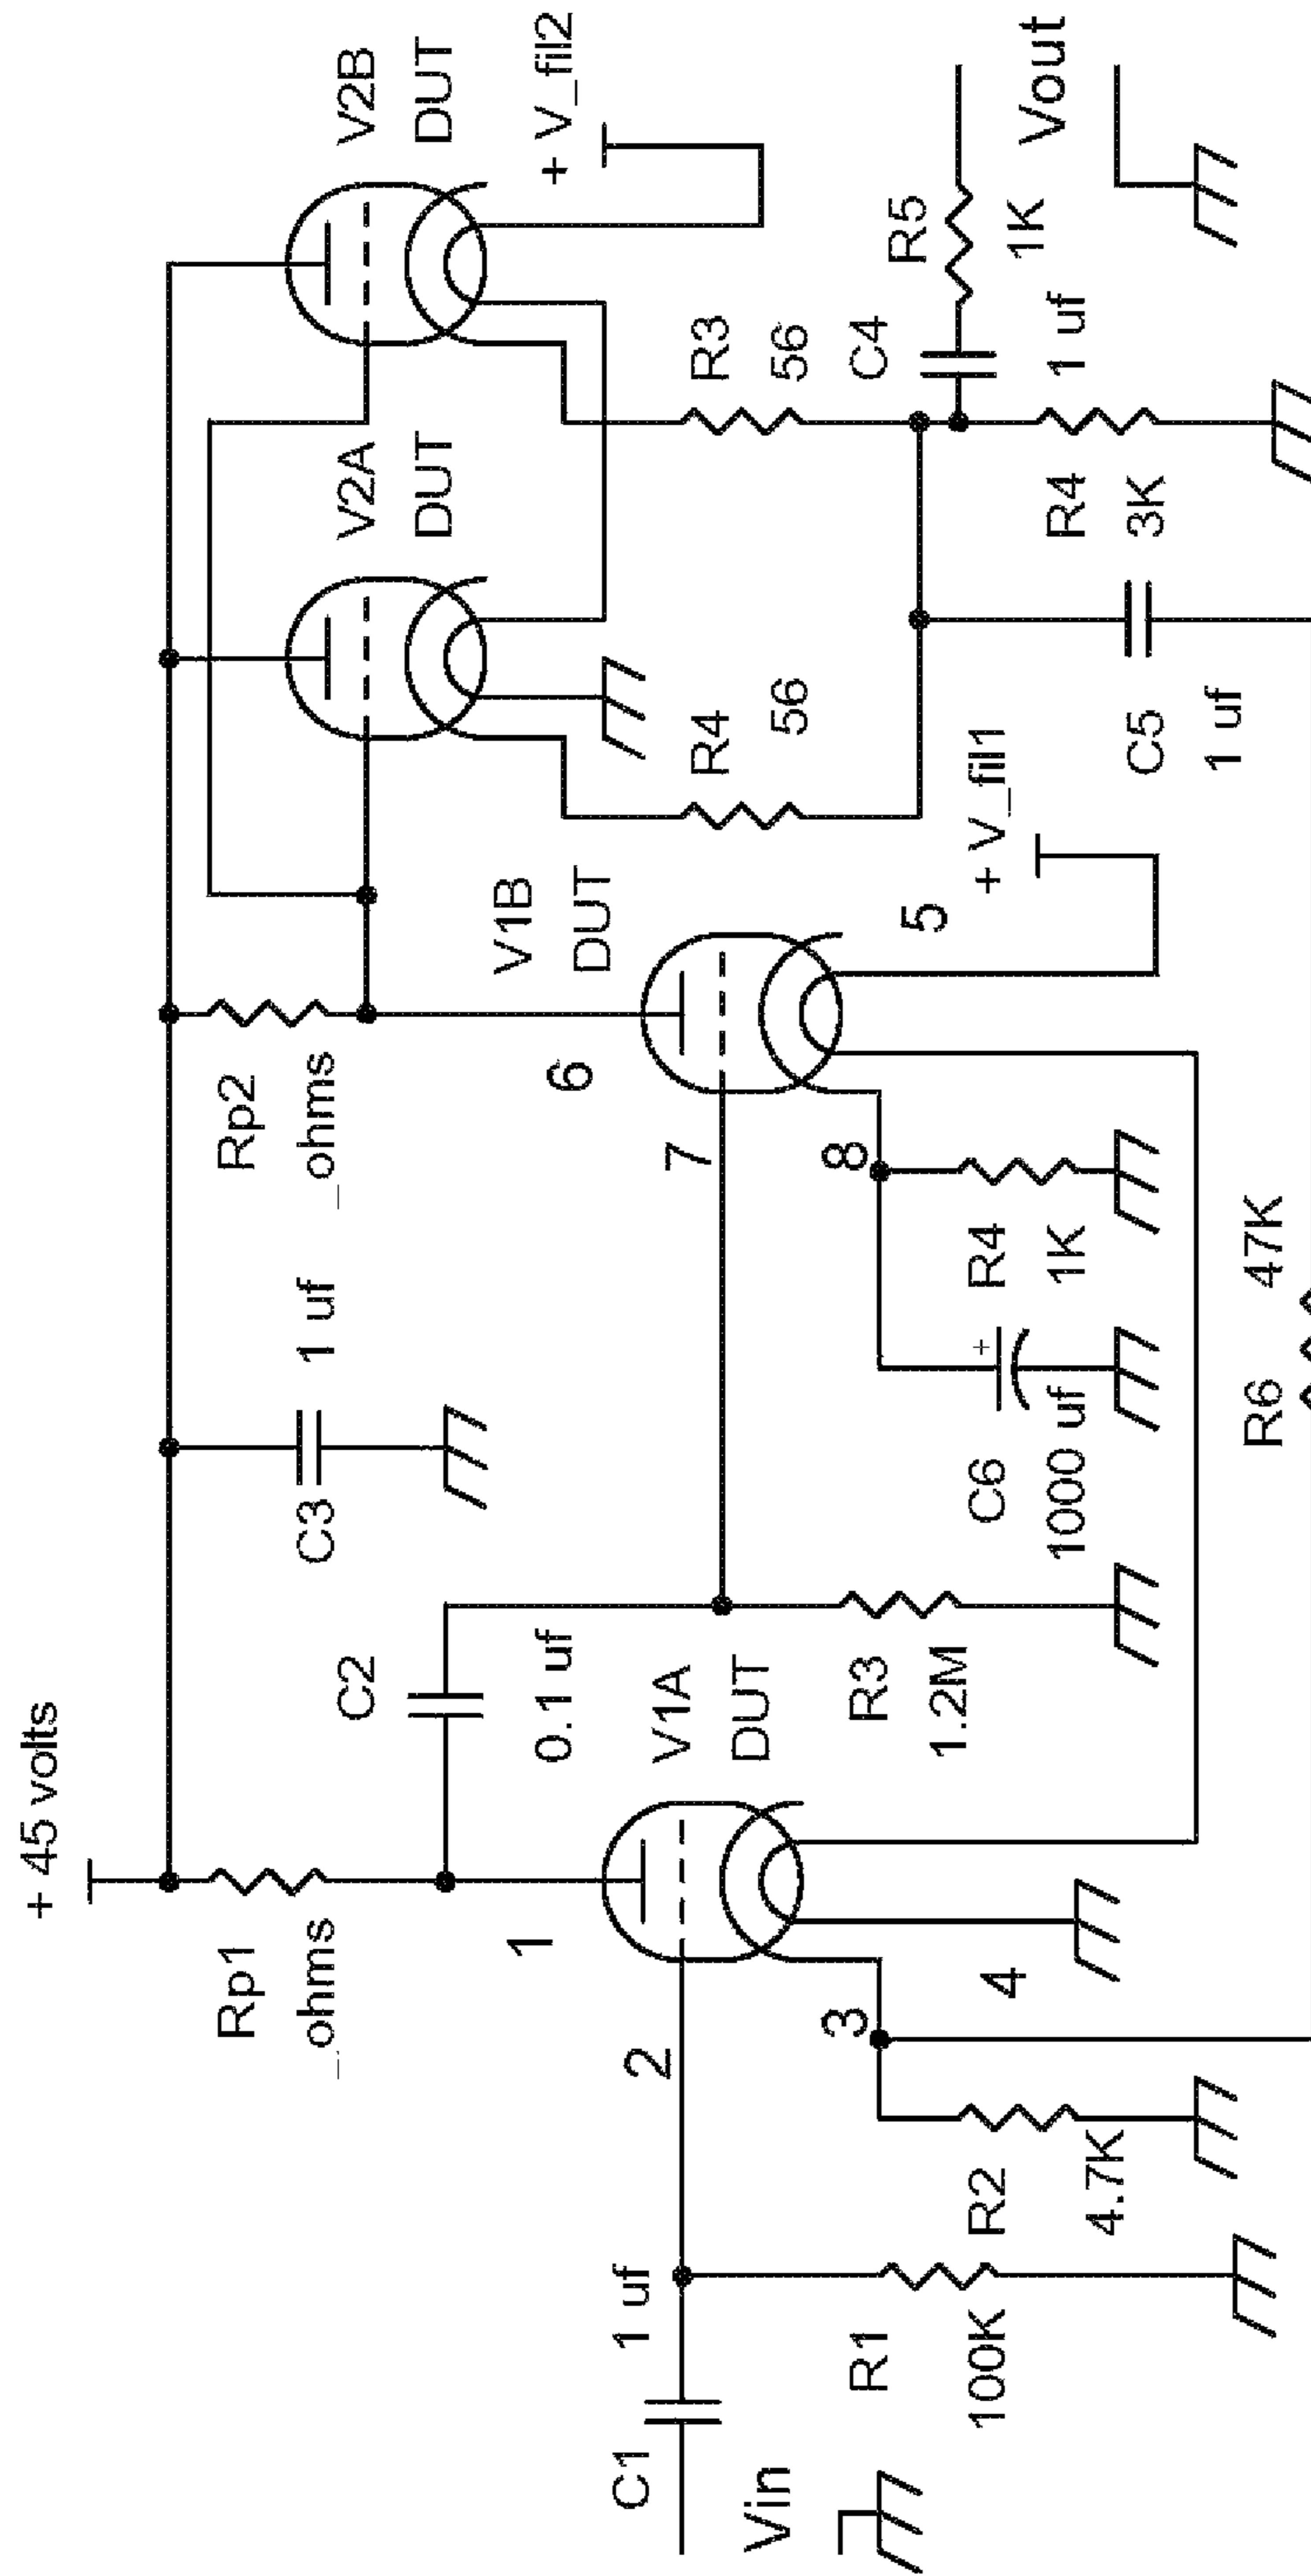 + 45 volts
Rp1
_ohms
C3
1 uf
Rp2
_ohms
C2
0.1 uf
V2A
DUT
V2B
DUT
+ V_fil2
V1B
DUT
6
7
8
5
+ V_fil1
V1A
DUT
1
2
3
4
C1
1 uf
Vin
R1
100K
R2
4.7K
R3
1.2M
C6
+
1000 uf
R4
1K
R4
56
R3
56
C4
1 uf
R5
1K
Vout
R4
3K
C5
1 uf
R6
47K